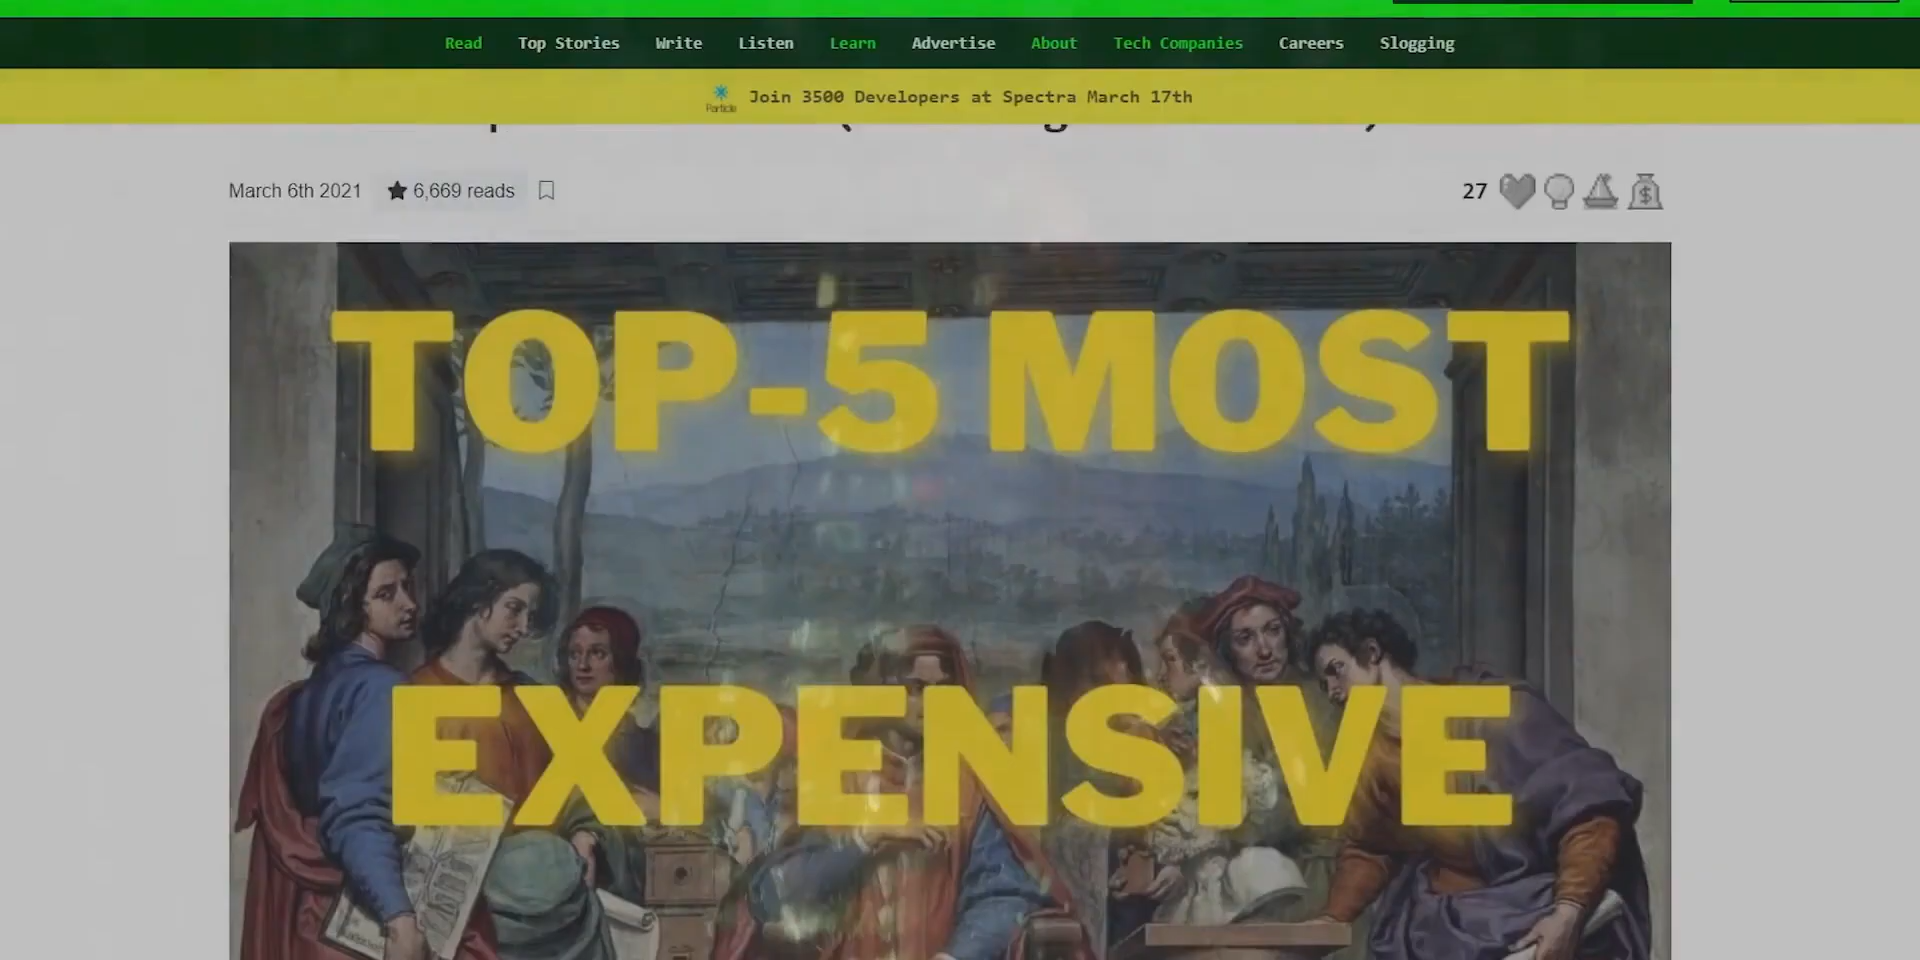 Read Top Stories Write Listen Learn Advertise About Tech Companies Careers Slogging
Particle Join 3500 Developers at Spectra March 17th
March 6th 2021 6,669 reads 27
TOP-5 MOST
EXPENSIVE